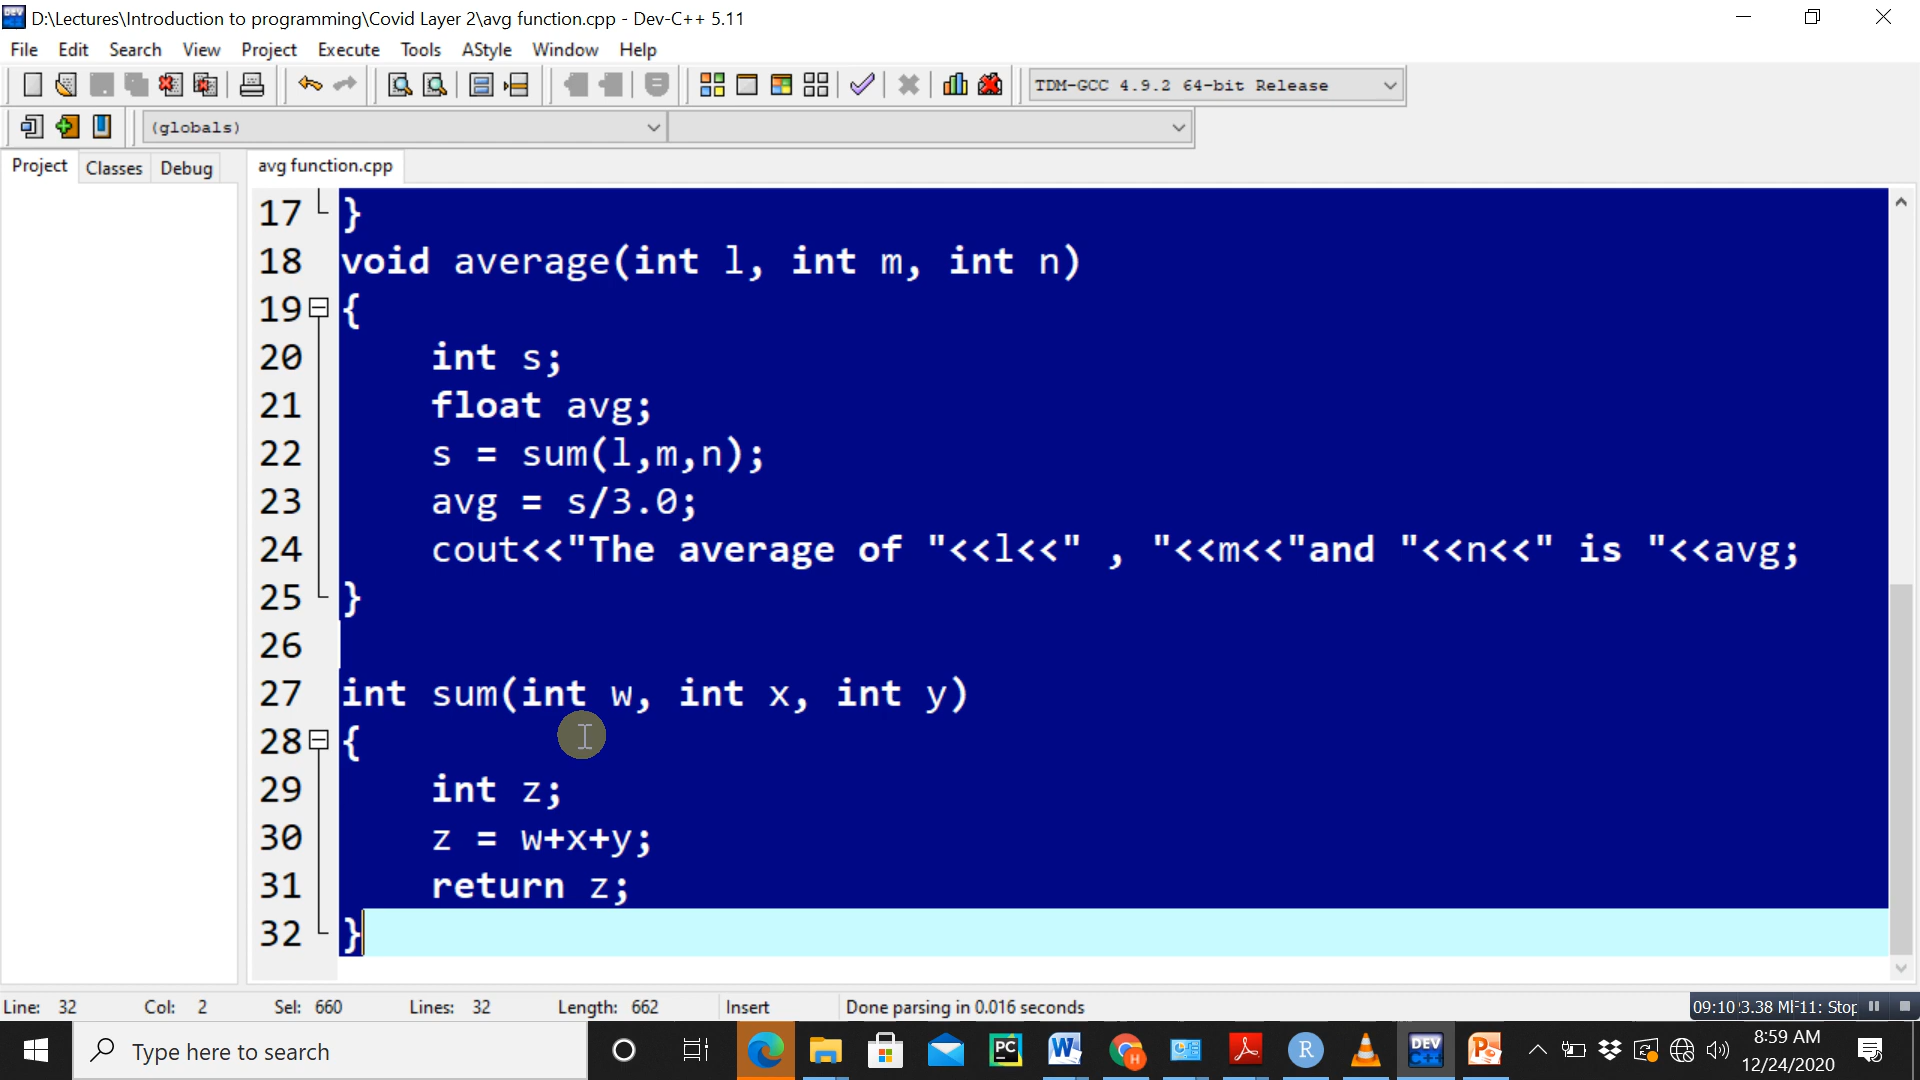 D:\Lectures\Introduction to programming\Covid Layer 2\avg function.cpp - Dev-C++ 5.11
File Edit Search View Project Execute Tools AStyle Window Help
TDM-GCC 4.9.2 64-bit Release
(globals)
Project Classes Debug avg function.cpp
17 }
18 void average(int l, int m, int n)
19 {
20 int s;
21 float avg;
22 s = sum(l,m,n);
23 avg = s/3.0;
24 cout<<"The average of "<<l<<" , "<<m<<"and "<<n<<" is "<<avg;
25 }
26
27 int sum(int w, int x, int y)
28 {
29 int z;
30 z = w+x+y;
31 return z;
32 }
Line: 32 Col: 2 Sel: 660 Lines: 32 Length: 662 Insert Done parsing in 0.016 seconds
Type here to search
8:59 AM
12/24/2020